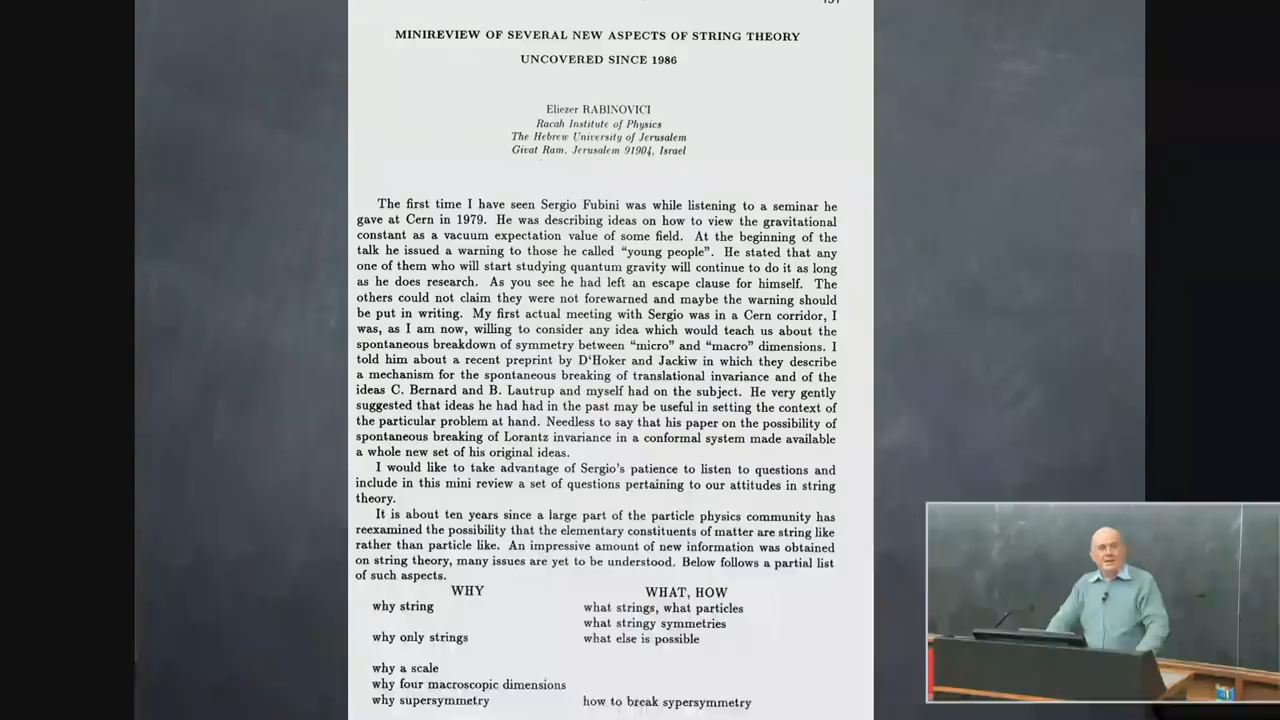 MINIREVIEW OF SEVERAL NEW ASPECTS OF STRING THEORY
UNCOVERED SINCE 1986
Eliezer RABINOVICI
Racah Institute of Physics
The Hebrew University of Jerusalem
Givat Ram, Jerusalem 91904, Israel
The first time I have seen Sergio Fubini was while listening to a seminar he
gave at Cern in 1979. He was describing ideas on how to view the gravitational
constant as a vacuum expectation value of some field. At the beginning of the
talk he issued a warning to those he called “young people”. He stated that any
one of them who will start studying quantum gravity will continue to do it as long
as he does research. As you see he had left an escape clause for himself. The
others could not claim they were not forewarned and maybe the warning should
be put in writing. My first actual meeting with Sergio was in a Cern corridor, I
was, as I am now, willing to consider any idea which would teach us about the
spontaneous breakdown of symmetry between “micro” and “macro” dimensions. I
told him about a recent preprint by D‘Hoker and Jackiw in which they describe
a mechanism for the spontaneous breaking of translational invariance and of the
ideas C. Bernard and B. Lautrup and myself had on the subject. He very gently
suggested that ideas he had had in the past may be useful in setting the context of
the particular problem at hand. Needless to say that his paper on the possibility of
spontaneous breaking of Lorantz invariance in a conformal system made available
a whole new set of his original ideas.
I would like to take advantage of Sergio’s patience to listen to questions and
include in this mini review a set of questions pertaining to our attitudes in string
theory.
It is about ten years since a large part of the particle physics community has
reexamined the possibility that the elementary constituents of matter are string like
rather than particle like. An impressive amount of new information was obtained
on string theory, many issues are yet to be understood. Below follows a partial list
of such aspects.
WHY WHAT, HOW
why string what strings, what particles
what stringy symmetries
why only strings what else is possible
why a scale
why four macroscopic dimensions
why supersymmetry how to break sypersymmetry